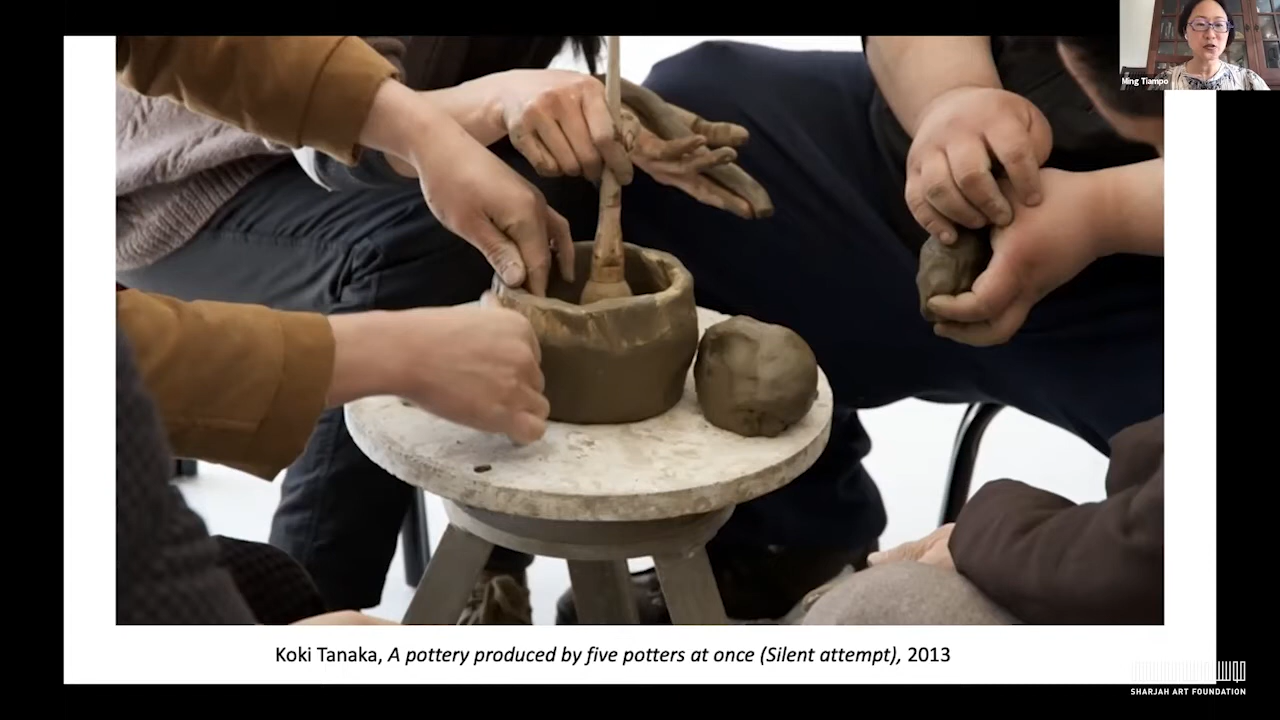 Ming Tiampo
Koki Tanaka, A pottery produced by five potters at once (Silent attempt), 2013
SHARJAH ART FOUNDATION